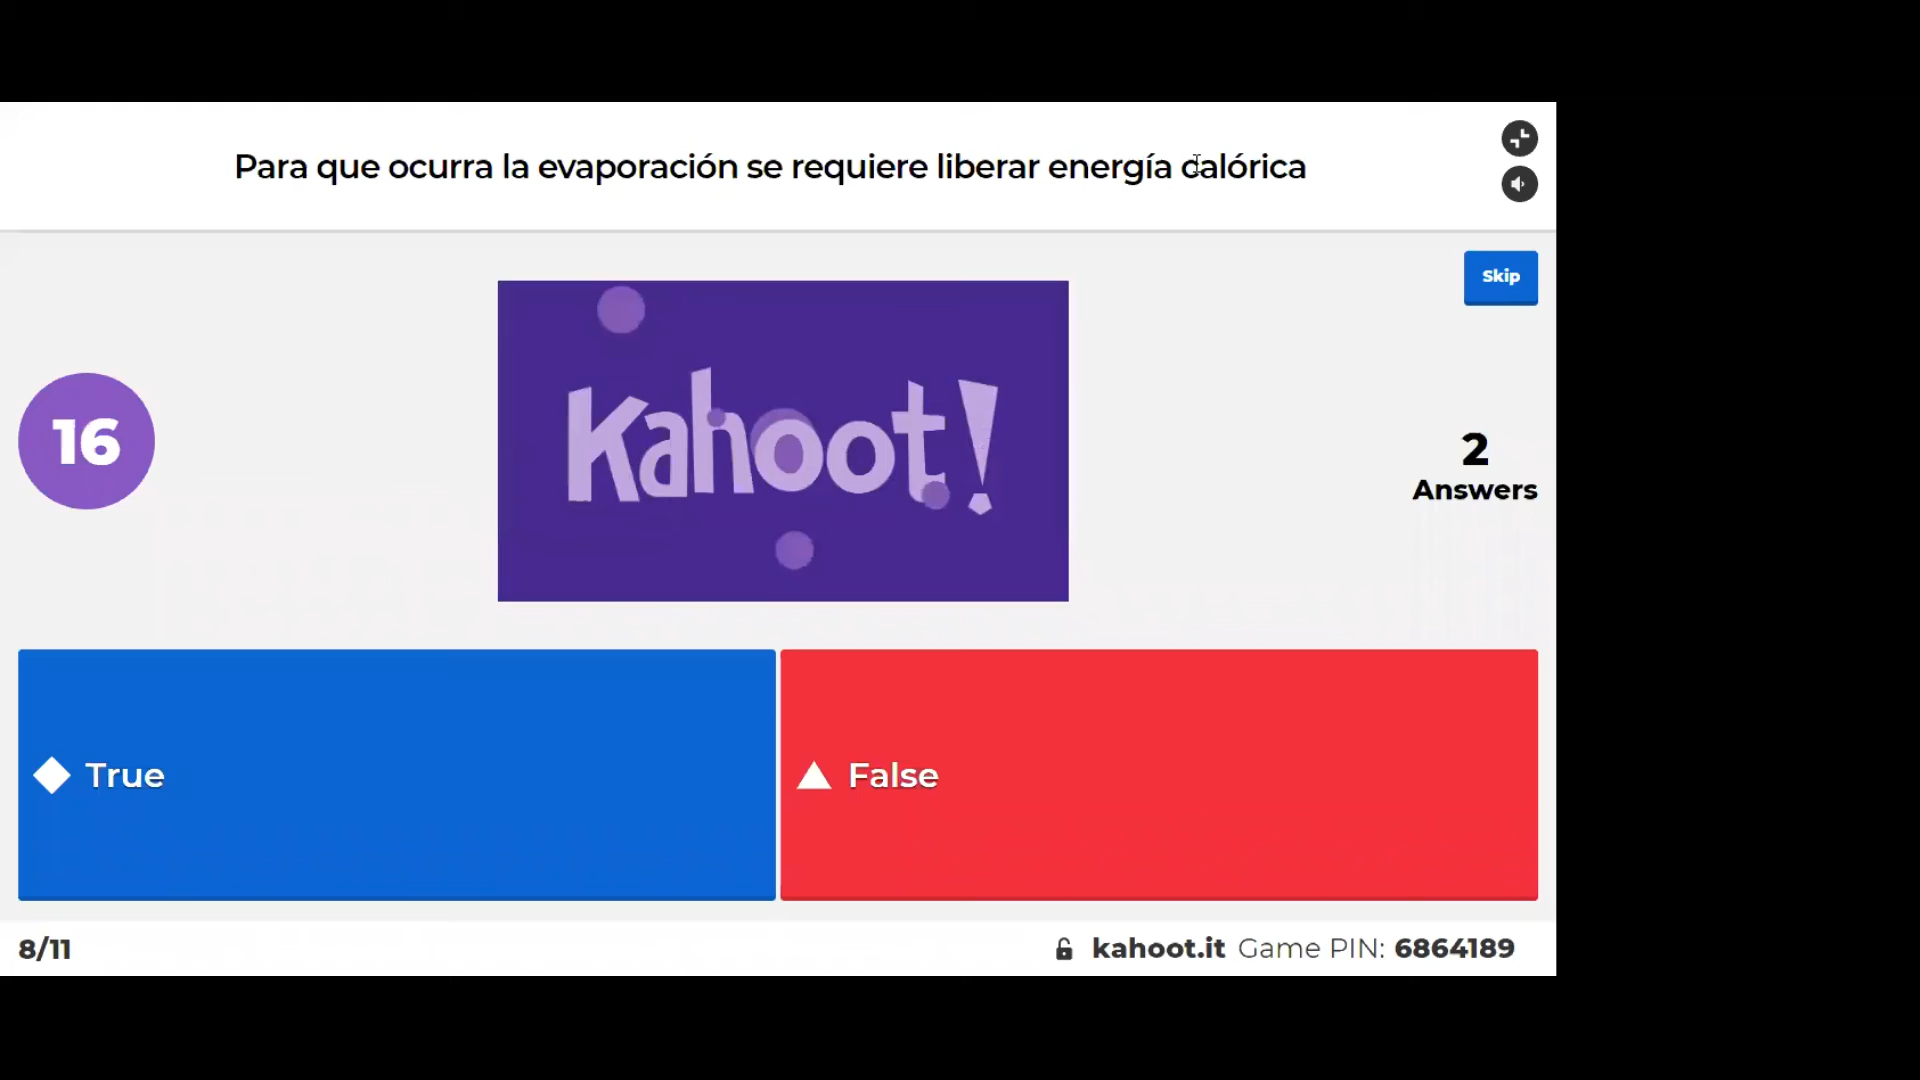 Para que ocurra la evaporación se requiere liberar energía calórica
Skip
16
Kahoot!
2
Answers
True
False
8/11
kahoot.it Game PIN: 6864189